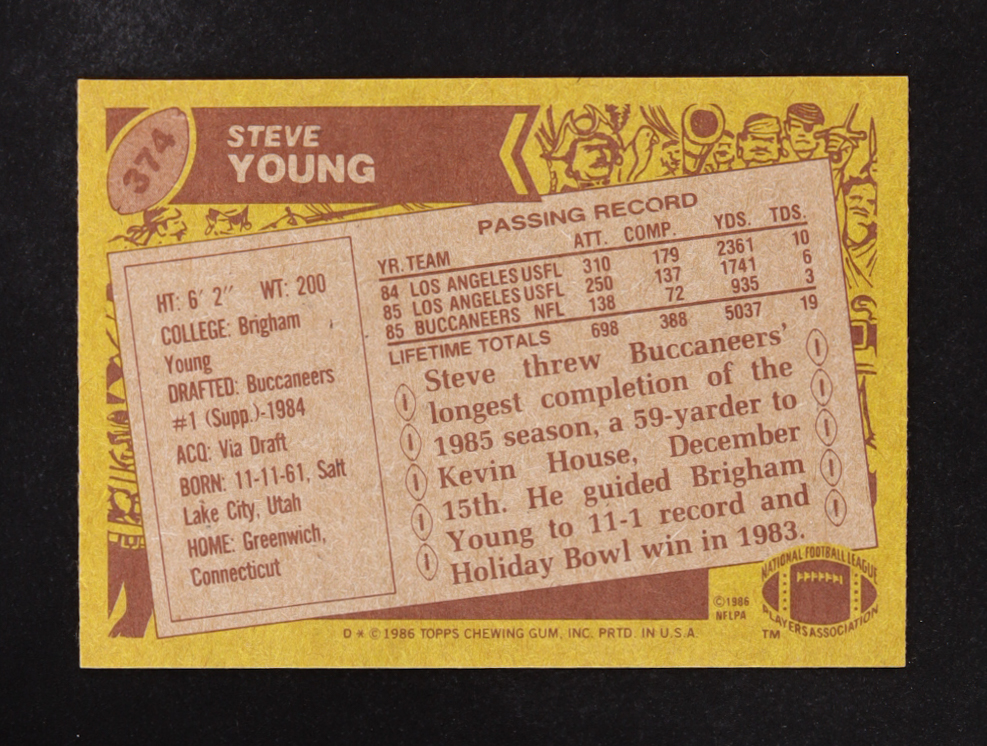 374
STEVE
YOUNG
HT: 6' 2" WT: 200
COLLEGE: Brigham
Young
DRAFTED: Buccaneers
#1 (Supp.)-1984
ACQ: Via Draft
BORN: 11-11-61, Salt
Lake City, Utah
HOME: Greenwich,
Connecticut
PASSING RECORD
YR. TEAM ATT. COMP. YDS. TDS.
84 LOS ANGELES USFL 310 179 2361 10
85 LOS ANGELES USFL 250 137 1741 6
85 BUCCANEERS NFL 138 72 935 3
LIFETIME TOTALS 698 388 5037 19
Steve threw Buccaneers'
longest completion of the
1985 season, a 59-yarder to
Kevin House, December
15th. He guided Brigham
Young to 11-1 record and
Holiday Bowl win in 1983.
©1986
NFLPA
NATIONAL FOOTBALL LEAGUE
PLAYERS ASSOCIATION
TM
D * © 1986 TOPPS CHEWING GUM, INC. PRTD. IN U.S.A.